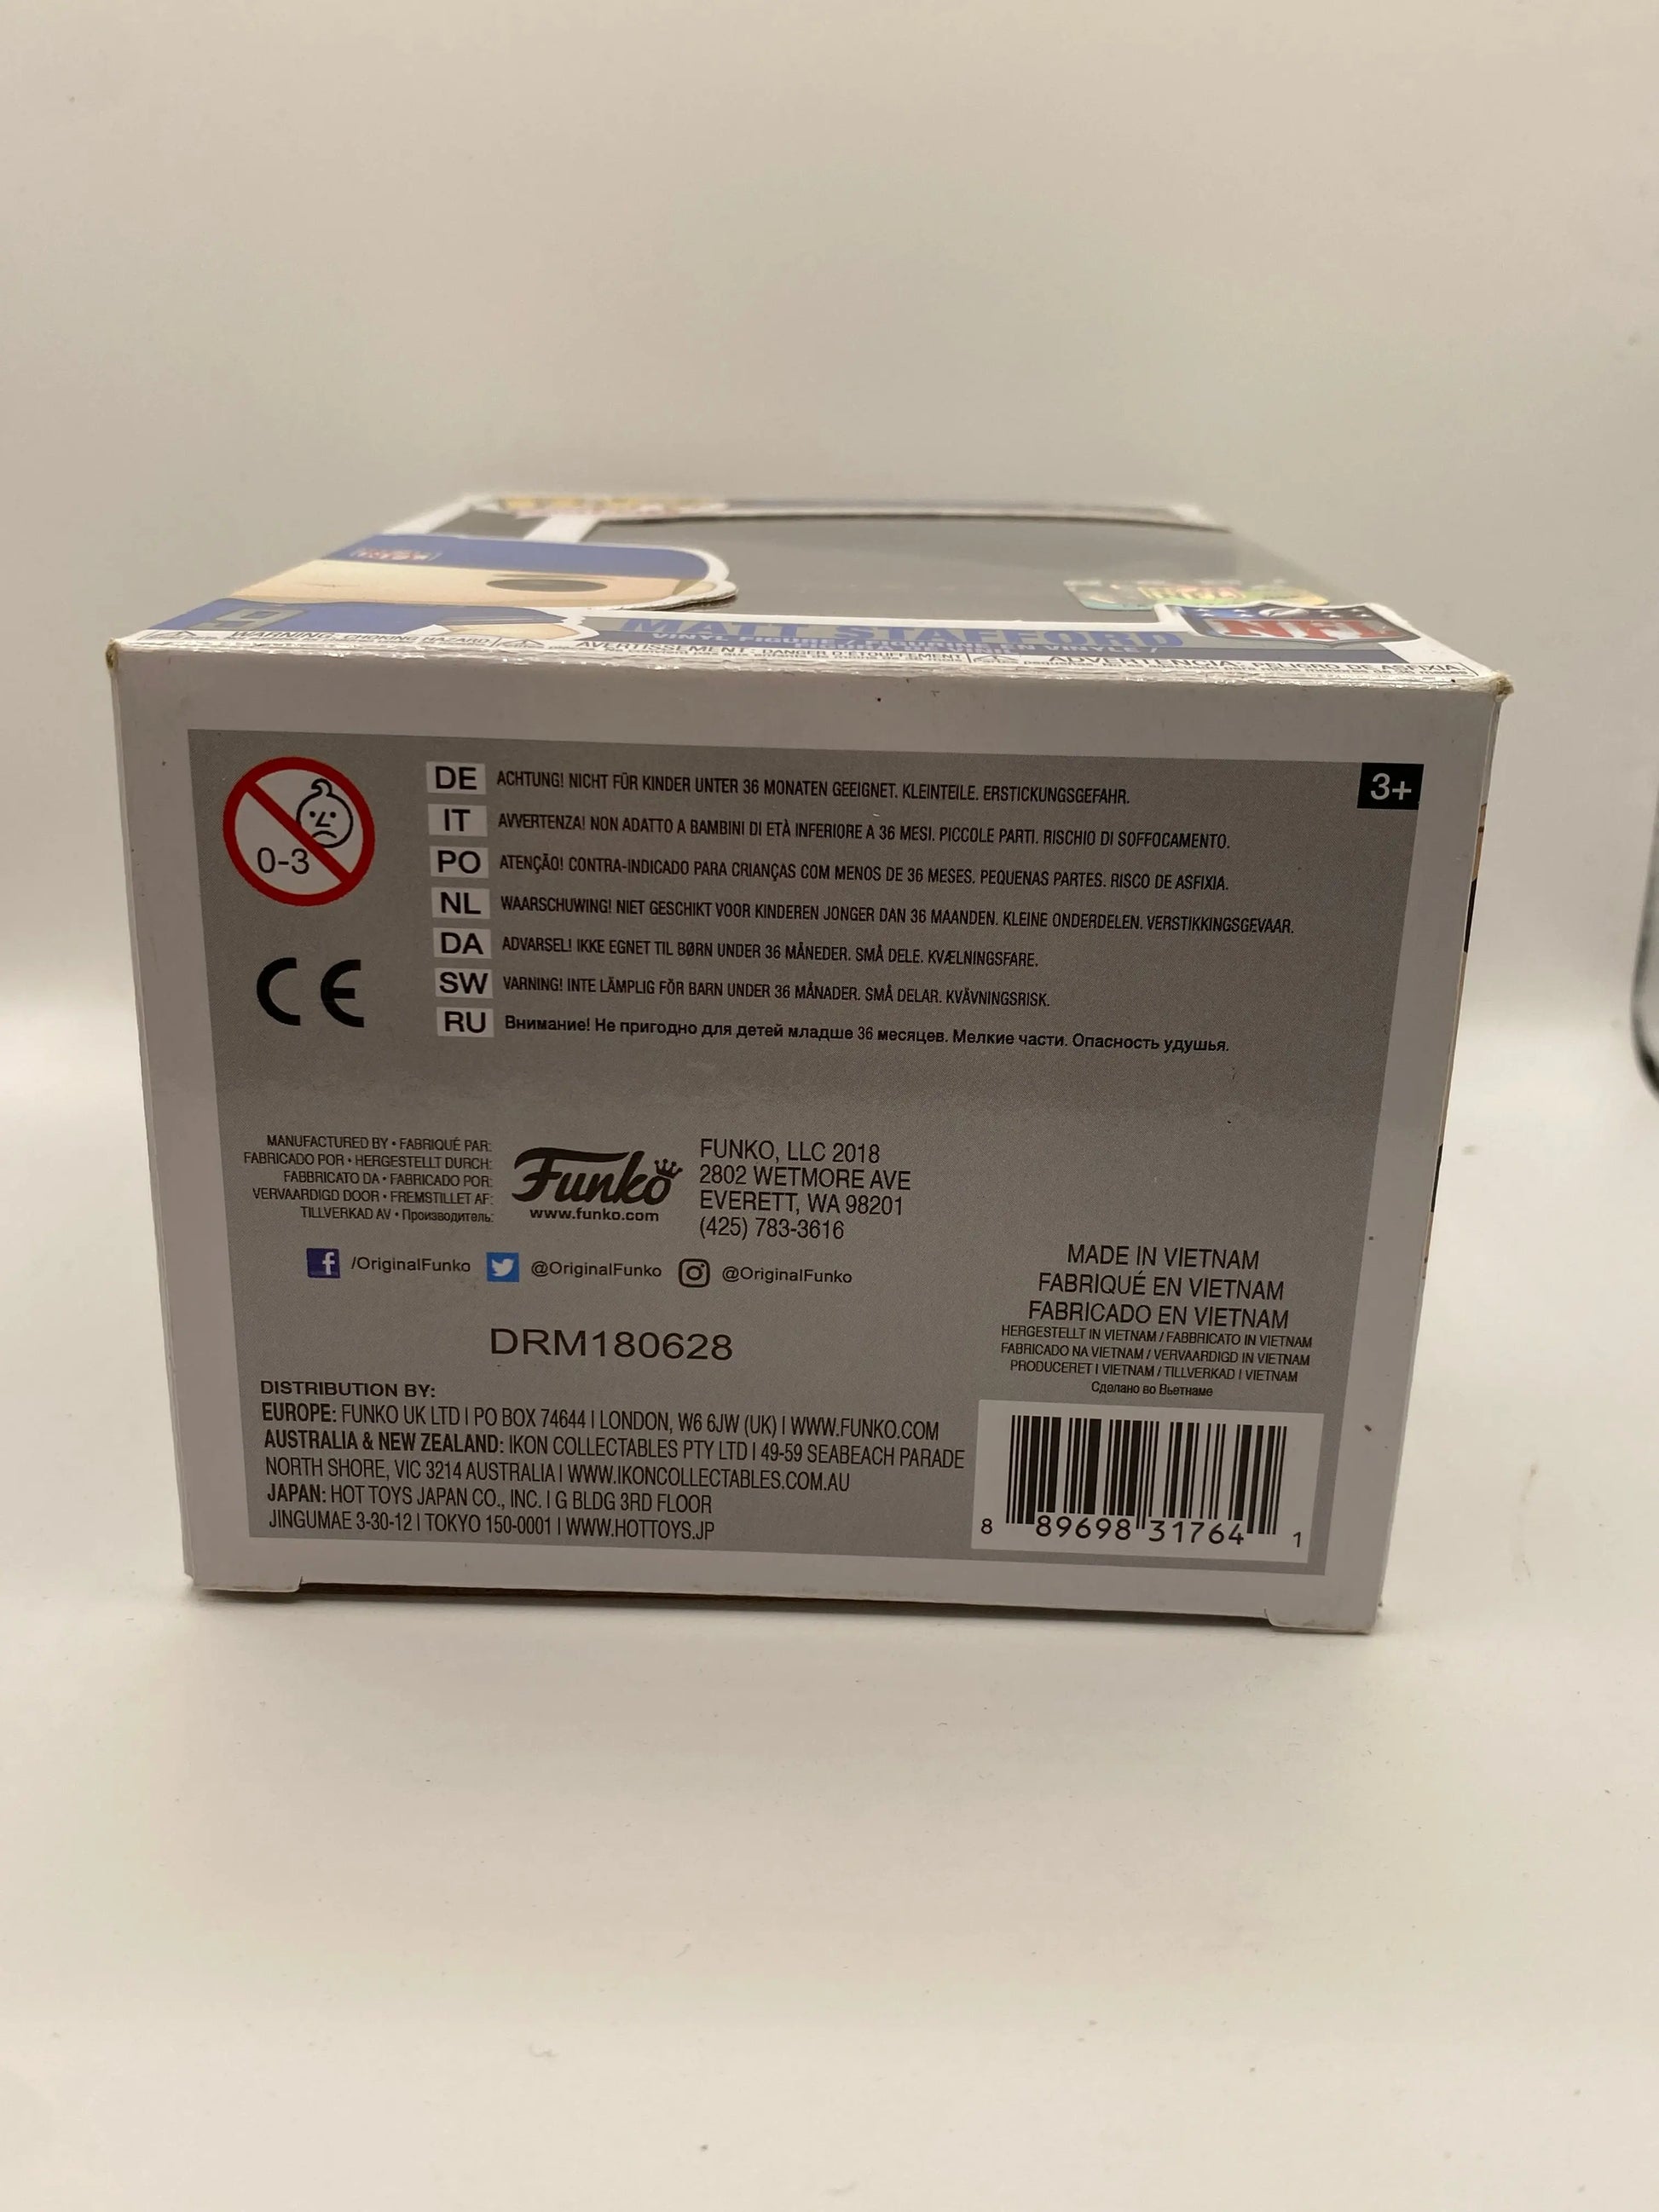 NFL
MATT STAFFORD
VINYL FIGURE / FIGURINE EN VINYLE /
WARNING: CHOKING HAZARD
AVERTISSEMENT: DANGER D'ÉTOUFFEMENT
ADVERTENCIA: PELIGRO DE ASFIXIA
0-3
DE ACHTUNG! NICHT FÜR KINDER UNTER 36 MONATEN GEEIGNET. KLEINTEILE. ERSTICKUNGSGEFAHR.
IT AVVERTENZA! NON ADATTO A BAMBINI DI ETÀ INFERIORE A 36 MESI. PICCOLE PARTI. RISCHIO DI SOFFOCAMENTO.
PO ATENÇÃO! CONTRA-INDICADO PARA CRIANÇAS COM MENOS DE 36 MESES. PEQUENAS PARTES. RISCO DE ASFIXIA.
NL WAARSCHUWING! NIET GESCHIKT VOOR KINDEREN JONGER DAN 36 MAANDEN. KLEINE ONDERDELEN. VERSTIKKINGSGEVAAR.
DA ADVARSEL! IKKE EGNET TIL BØRN UNDER 36 MÅNEDER. SMÅ DELE. KVÆLNINGSFARE.
SW VARNING! INTE LÄMPLIG FÖR BARN UNDER 36 MÅNADER. SMÅ DELAR. KVÄVNINGSRISK.
RU Внимание! Не пригодно для детей младше 36 месяцев. Мелкие части. Опасность удушья.
3+
CE
MANUFACTURED BY • FABRIQUÉ PAR:
FABRICADO POR • HERGESTELLT DURCH:
FABBRICATO DA • FABRICADO POR:
VERVAARDIGD DOOR • FREMSTILLET AF:
TILLVERKAD AV • Производитель:
Funko
www.funko.com
FUNKO, LLC 2018
2802 WETMORE AVE
EVERETT, WA 98201
(425) 783-3616
/OriginalFunko @OriginalFunko @OriginalFunko
DRM180628
MADE IN VIETNAM
FABRIQUÉ EN VIETNAM
FABRICADO EN VIETNAM
HERGESTELLT IN VIETNAM / FABBRICATO IN VIETNAM
FABRICADO NA VIETNAM / VERVAARDIGD IN VIETNAM
PRODUCERET I VIETNAM / TILLVERKAD I VIETNAM
Сделано во Вьетнаме
DISTRIBUTION BY:
EUROPE: FUNKO UK LTD | PO BOX 74644 | LONDON, W6 6JW (UK) | WWW.FUNKO.COM
AUSTRALIA & NEW ZEALAND: IKON COLLECTABLES PTY LTD | 49-59 SEABEACH PARADE
NORTH SHORE, VIC 3214 AUSTRALIA | WWW.IKONCOLLECTABLES.COM.AU
JAPAN: HOT TOYS JAPAN CO., INC. | G BLDG 3RD FLOOR
JINGUMAE 3-30-12 | TOKYO 150-0001 | WWW.HOTTOYS.JP
8 89698 31764 1